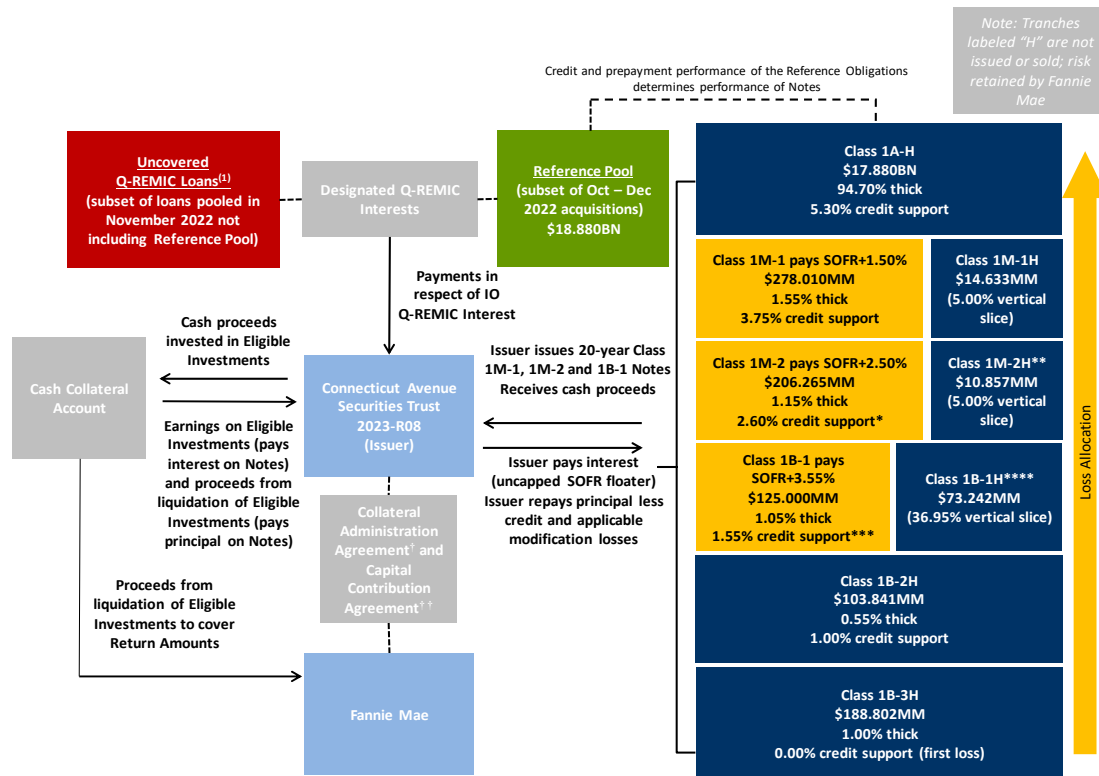 Note: Tranches
labeled “H” are not
issued or sold; risk
retained by Fannie
Mae
Credit and prepayment performance of the Reference Obligations
determines performance of Notes
Uncovered
Q-REMIC Loans(1)
(subset of loans pooled in
November 2022 not
including Reference Pool)
Designated Q-REMIC
Interests
Reference Pool
(subset of Oct – Dec
2022 acquisitions)
$18.880BN
Class 1A-H
$17.880BN
94.70% thick
5.30% credit support
Payments in
respect of IO
Q-REMIC Interest
Class 1M-1 pays SOFR+1.50%
$278.010MM
1.55% thick
3.75% credit support
Class 1M-1H
$14.633MM
(5.00% vertical
slice)
Cash proceeds
invested in Eligible
Investments
Cash Collateral
Account
Connecticut Avenue
Securities Trust
2023-R08
(Issuer)
Issuer issues 20-year Class
1M-1, 1M-2 and 1B-1 Notes
Receives cash proceeds
Class 1M-2 pays SOFR+2.50%
$206.265MM
1.15% thick
2.60% credit support*
Class 1M-2H**
$10.857MM
(5.00% vertical
slice)
Earnings on Eligible
Investments (pays
interest on Notes)
and proceeds from
liquidation of Eligible
Investments (pays
principal on Notes)
Issuer pays interest
(uncapped SOFR floater)
Issuer repays principal less
credit and applicable
modification losses
Class 1B-1 pays
SOFR+3.55%
$125.000MM
1.05% thick
1.55% credit support***
Class 1B-1H****
$73.242MM
(36.95% vertical slice)
Loss Allocation
Collateral
Administration
Agreement† and
Capital
Contribution
Agreement††
Proceeds from
liquidation of Eligible
Investments to cover
Return Amounts
Class 1B-2H
$103.841MM
0.55% thick
1.00% credit support
Fannie Mae
Class 1B-3H
$188.802MM
1.00% thick
0.00% credit support (first loss)